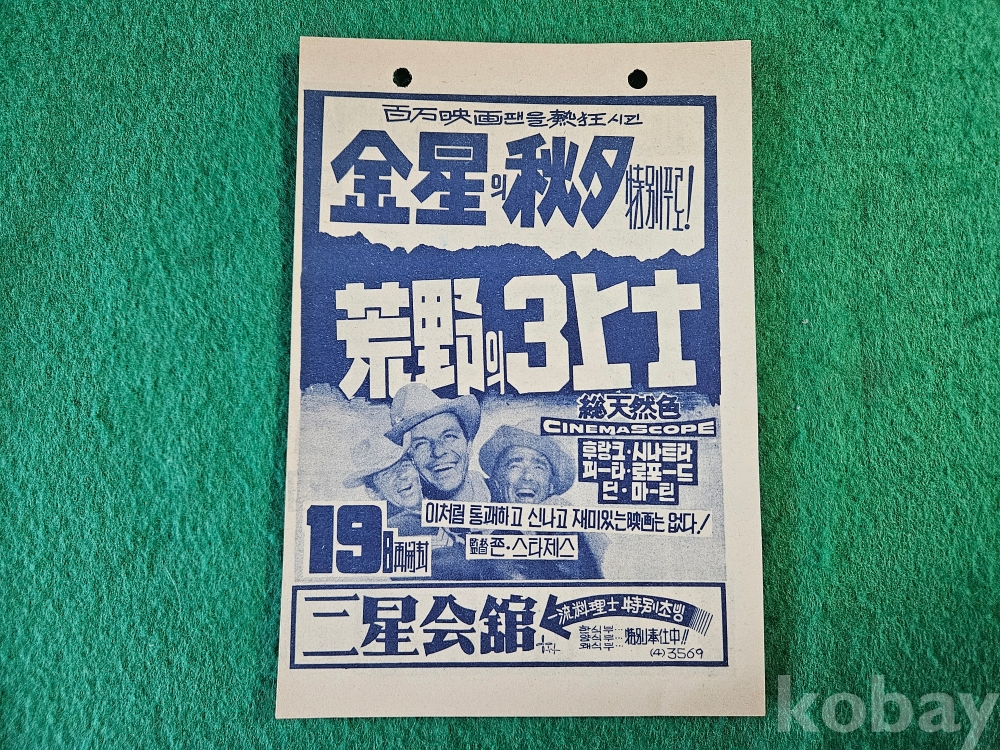 百万映画팬을 熱狂시킨
金星의 秋夕 特別푸로!
荒野의 3上士
総天然色
CINEMASCOPE
후랑크·시나트라
피-타·로포-드
딘·마-틴
이처럼 통쾌하고 신나고 재미있는 映画는 없다!
19日 再開封
監督 죤·스타제스
三星会舘
一流料理士 特別초빙
特別奉仕中!!
(4)3569
kobay